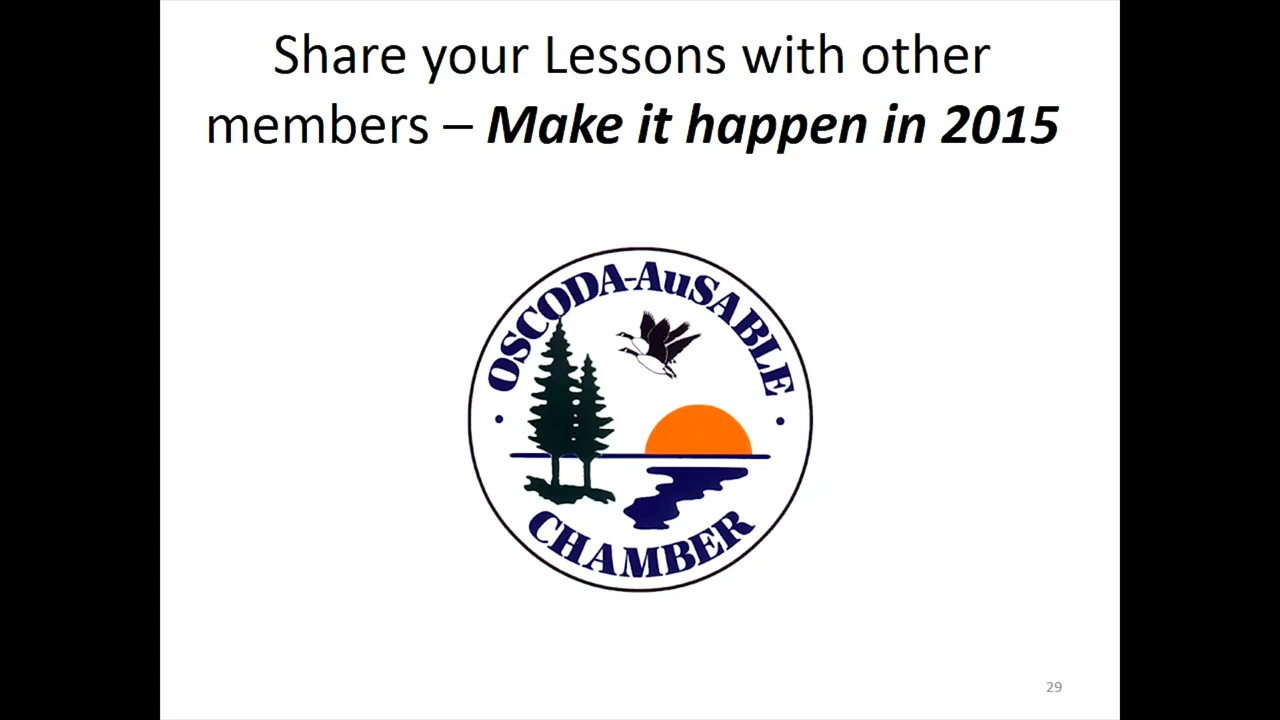 Share your Lessons with other
members – Make it happen in 2015
OSCODA-AuSABLE
CHAMBER
29